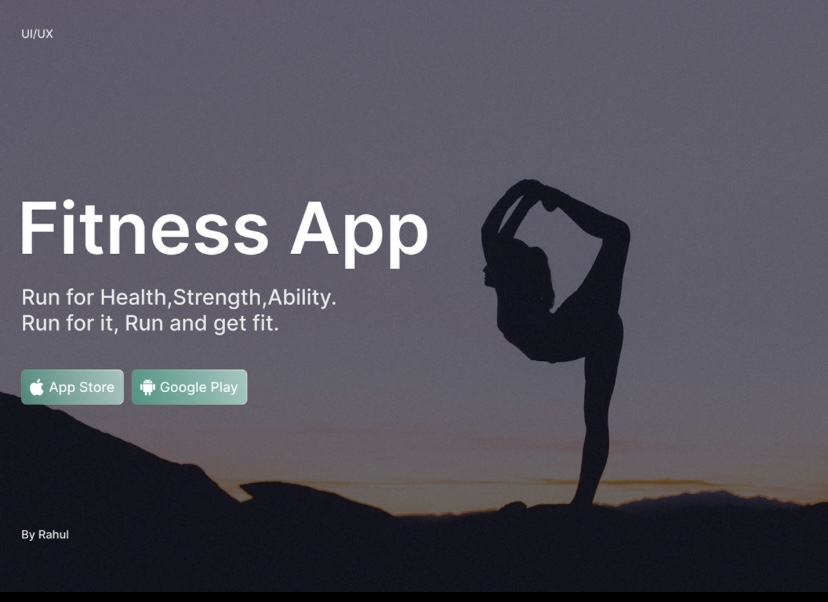 UI/UX
Fitness App
Run for Health,Strength,Ability.
Run for it, Run and get fit.
App Store
Google Play
By Rahul